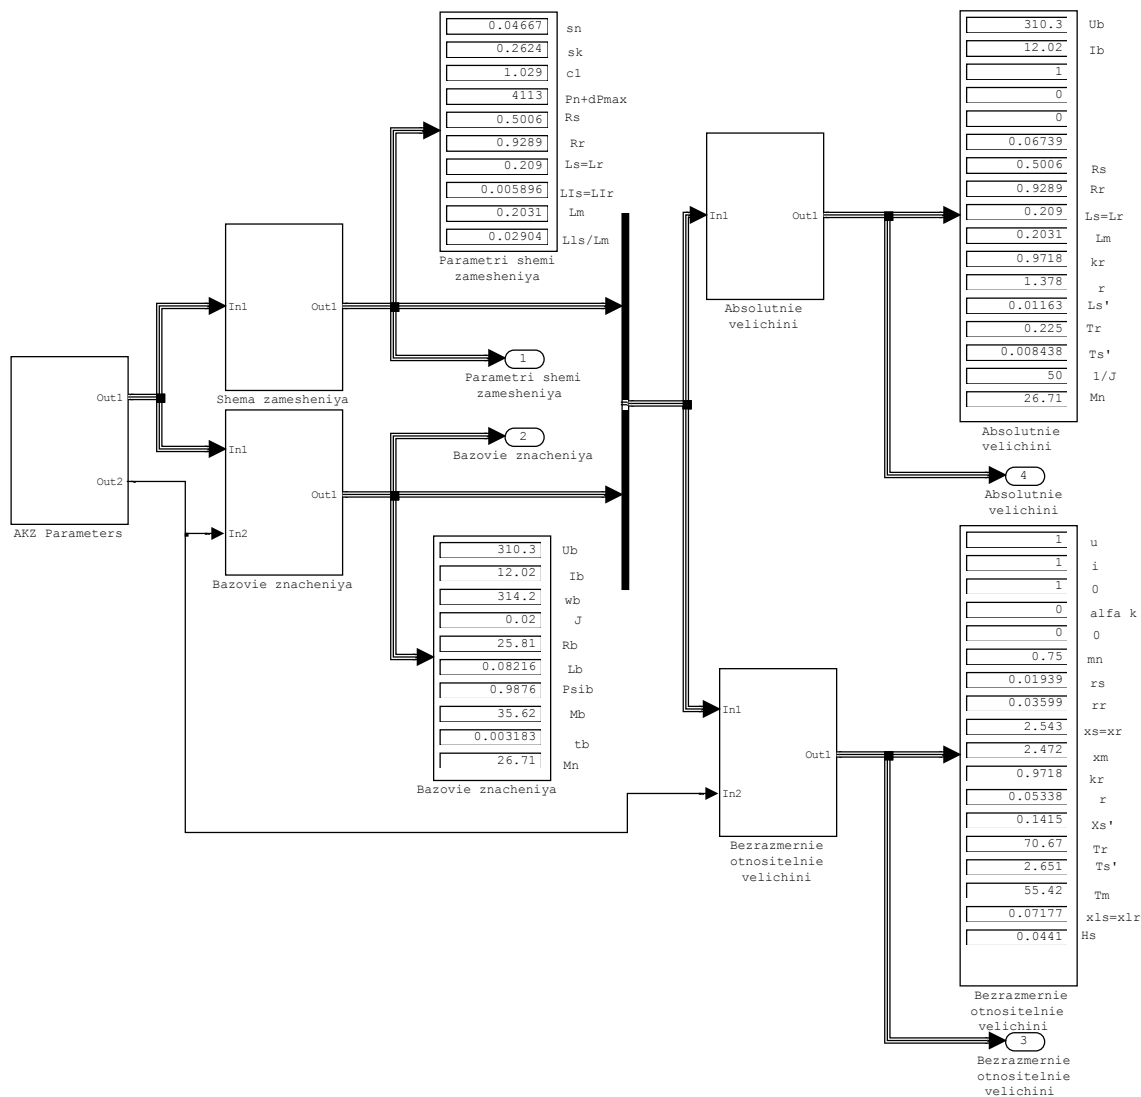 0.04667 sn
0.2624 sk
1.029 c1
4113 Pn+dPmax
0.5006 Rs
0.9289 Rr
0.209 Ls=Lr
0.005896 LIs=LIr
0.2031 Lm
0.02904 Lls/Lm
Parametri shemi
zamesheniya
310.3 Ub
12.02 Ib
1
0
0
0.06739
0.5006 Rs
0.9289 Rr
0.209 Ls=Lr
0.2031 Lm
0.9718 kr
1.378 r
0.01163 Ls'
0.225 Tr
0.008438 Ts'
50 1/J
26.71 Mn
Absolutnie
velichini
In1 Out1
Absolutnie
velichini
In1 Out1
Shema zamesheniya
1
Parametri shemi
zamesheniya
Out1
Out2
AKZ Parameters
2
Bazovie znacheniya
In1
Out1
In2
Bazovie znacheniya
4
Absolutnie
velichini
310.3 Ub
12.02 Ib
314.2 wb
0.02 J
25.81 Rb
0.08216 Lb
0.9876 Psib
35.62 Mb
0.003183 tb
26.71 Mn
Bazovie znacheniya
1 u
1 i
1 0
0 alfa k
0 0
0.75 mn
0.01939 rs
0.03599 rr
2.543 xs=xr
2.472 xm
0.9718 kr
0.05338 r
0.1415 Xs'
70.67 Tr
2.651 Ts'
55.42 Tm
0.07177 xls=xlr
0.0441 Hs
Bezrazmernie
otnositelnie
velichini
In1
Out1
In2
Bezrazmernie
otnositelnie
velichini
3
Bezrazmernie
otnositelnie
velichini